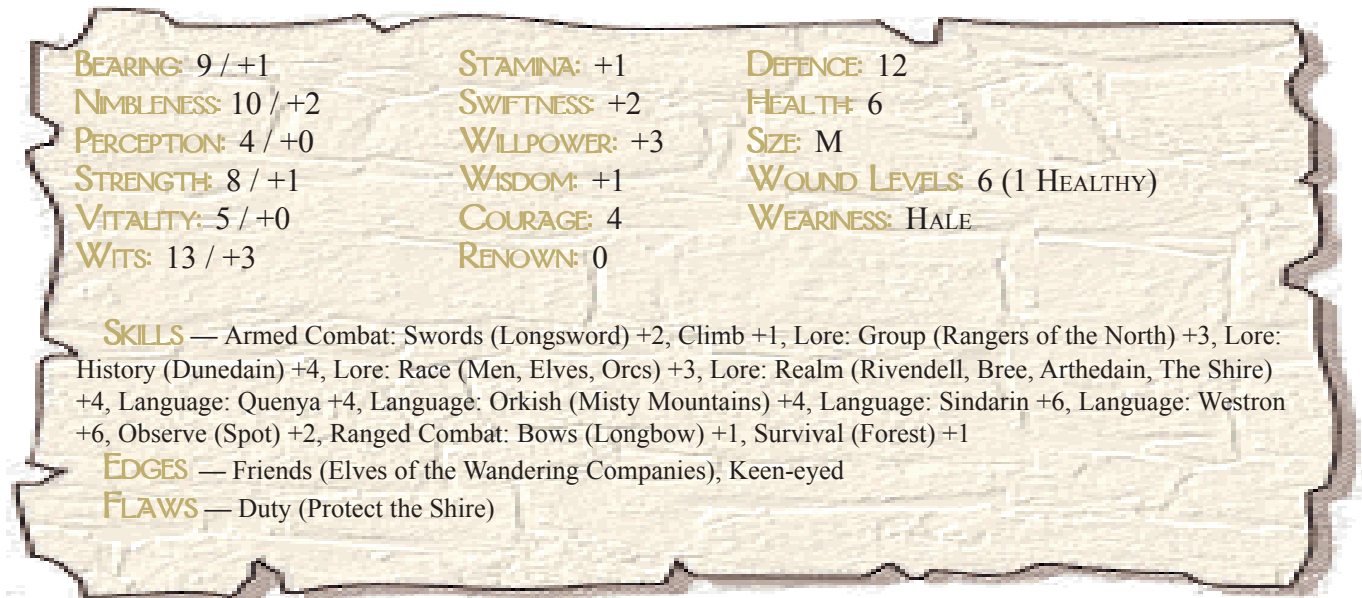 BEARING: 9 / +1 STAMINA: +1 DEFENCE: 12
NIMBLENESS: 10 / +2 SWIFTNESS: +2 HEALTH: 6
PERCEPTION: 4 / +0 WILLPOWER: +3 SIZE: M
STRENGTH: 8 / +1 WISDOM: +1 WOUND LEVELS: 6 (1 HEALTHY)
VITALITY: 5 / +0 COURAGE: 4 WEARINESS: HALE
WITS: 13 / +3 RENOWN: 0
SKILLS — Armed Combat: Swords (Longsword) +2, Climb +1, Lore: Group (Rangers of the North) +3, Lore:
History (Dunedain) +4, Lore: Race (Men, Elves, Orcs) +3, Lore: Realm (Rivendell, Bree, Arthedain, The Shire)
+4, Language: Quenya +4, Language: Orkish (Misty Mountains) +4, Language: Sindarin +6, Language: Westron
+6, Observe (Spot) +2, Ranged Combat: Bows (Longbow) +1, Survival (Forest) +1
EDGES — Friends (Elves of the Wandering Companies), Keen-eyed
FLAWS — Duty (Protect the Shire)